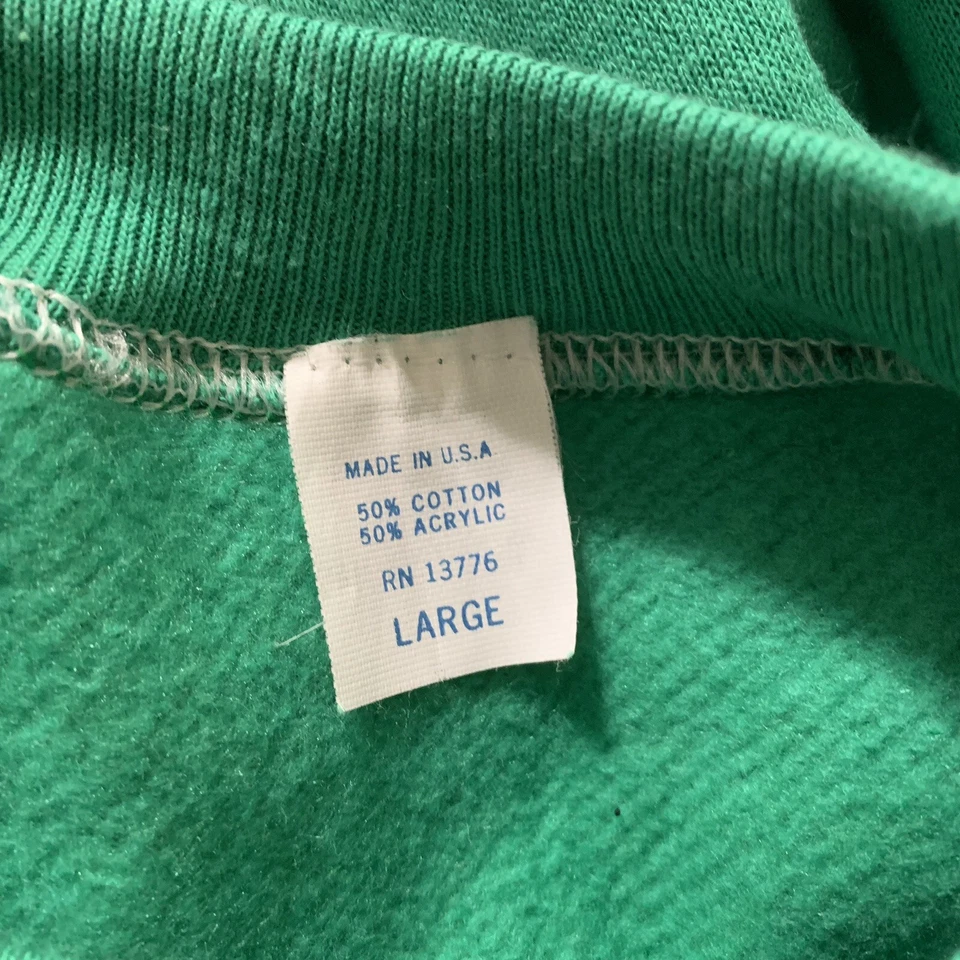 MADE IN U.S.A
50% COTTON
50% ACRYLIC
RN 13776
LARGE